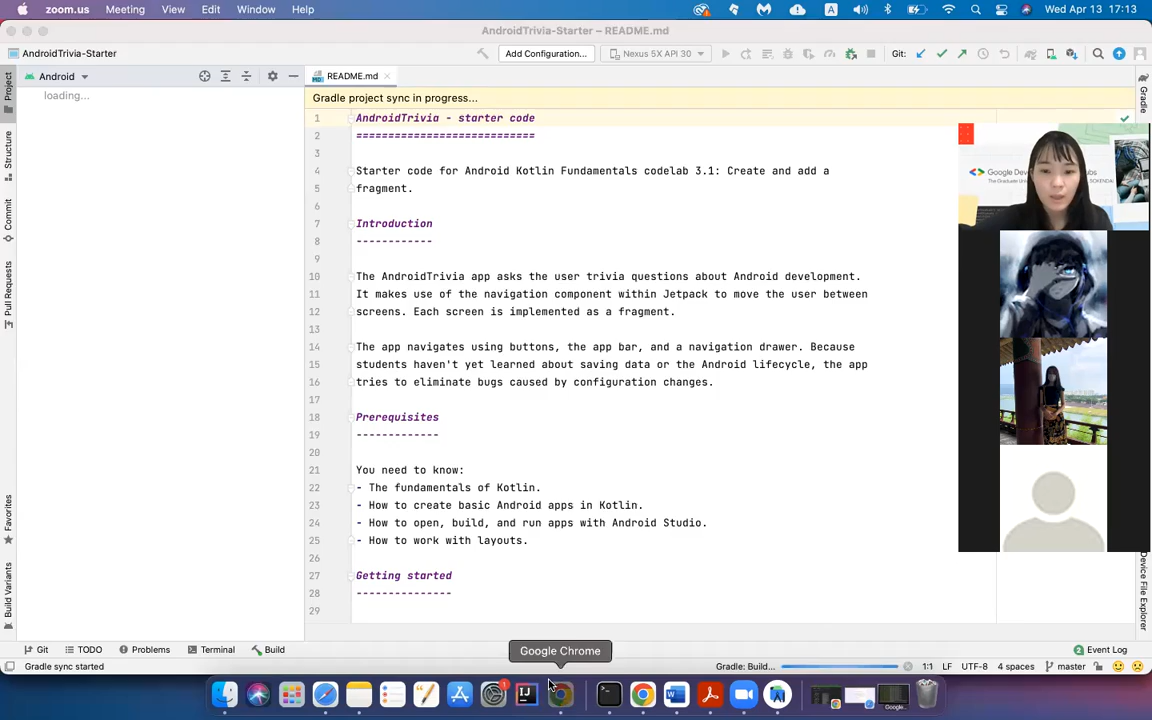 zoom.us Meeting View Edit Window Help
A Wed Apr 13 17:13
AndroidTrivia-Starter – README.md
AndroidTrivia-Starter
Add Configuration...
Nexus 5X API 30
Git:
Project
Android
README.md
Gradle
loading...
Gradle project sync in progress...
1 AndroidTrivia - starter code
2 ============================
3
4 Starter code for Android Kotlin Fundamentals codelab 3.1: Create and add a
5 fragment.
6
7 Introduction
8 ------------
9
10 The AndroidTrivia app asks the user trivia questions about Android development.
11 It makes use of the navigation component within Jetpack to move the user between
12 screens. Each screen is implemented as a fragment.
13
14 The app navigates using buttons, the app bar, and a navigation drawer. Because
15 students haven't yet learned about saving data or the Android lifecycle, the app
16 tries to eliminate bugs caused by configuration changes.
17
18 Prerequisites
19 -------------
20
21 You need to know:
22 - The fundamentals of Kotlin.
23 - How to create basic Android apps in Kotlin.
24 - How to open, build, and run apps with Android Studio.
25 - How to work with layouts.
26
27 Getting started
28 ---------------
29
Structure
Commit
Pull Requests
Favorites
Build Variants
Google Deve
The Graduate Un
Device File Explorer
Git TODO Problems Terminal Build
Event Log
Google Chrome
Gradle sync started
Gradle: Build...
1:1 LF UTF-8 4 spaces master